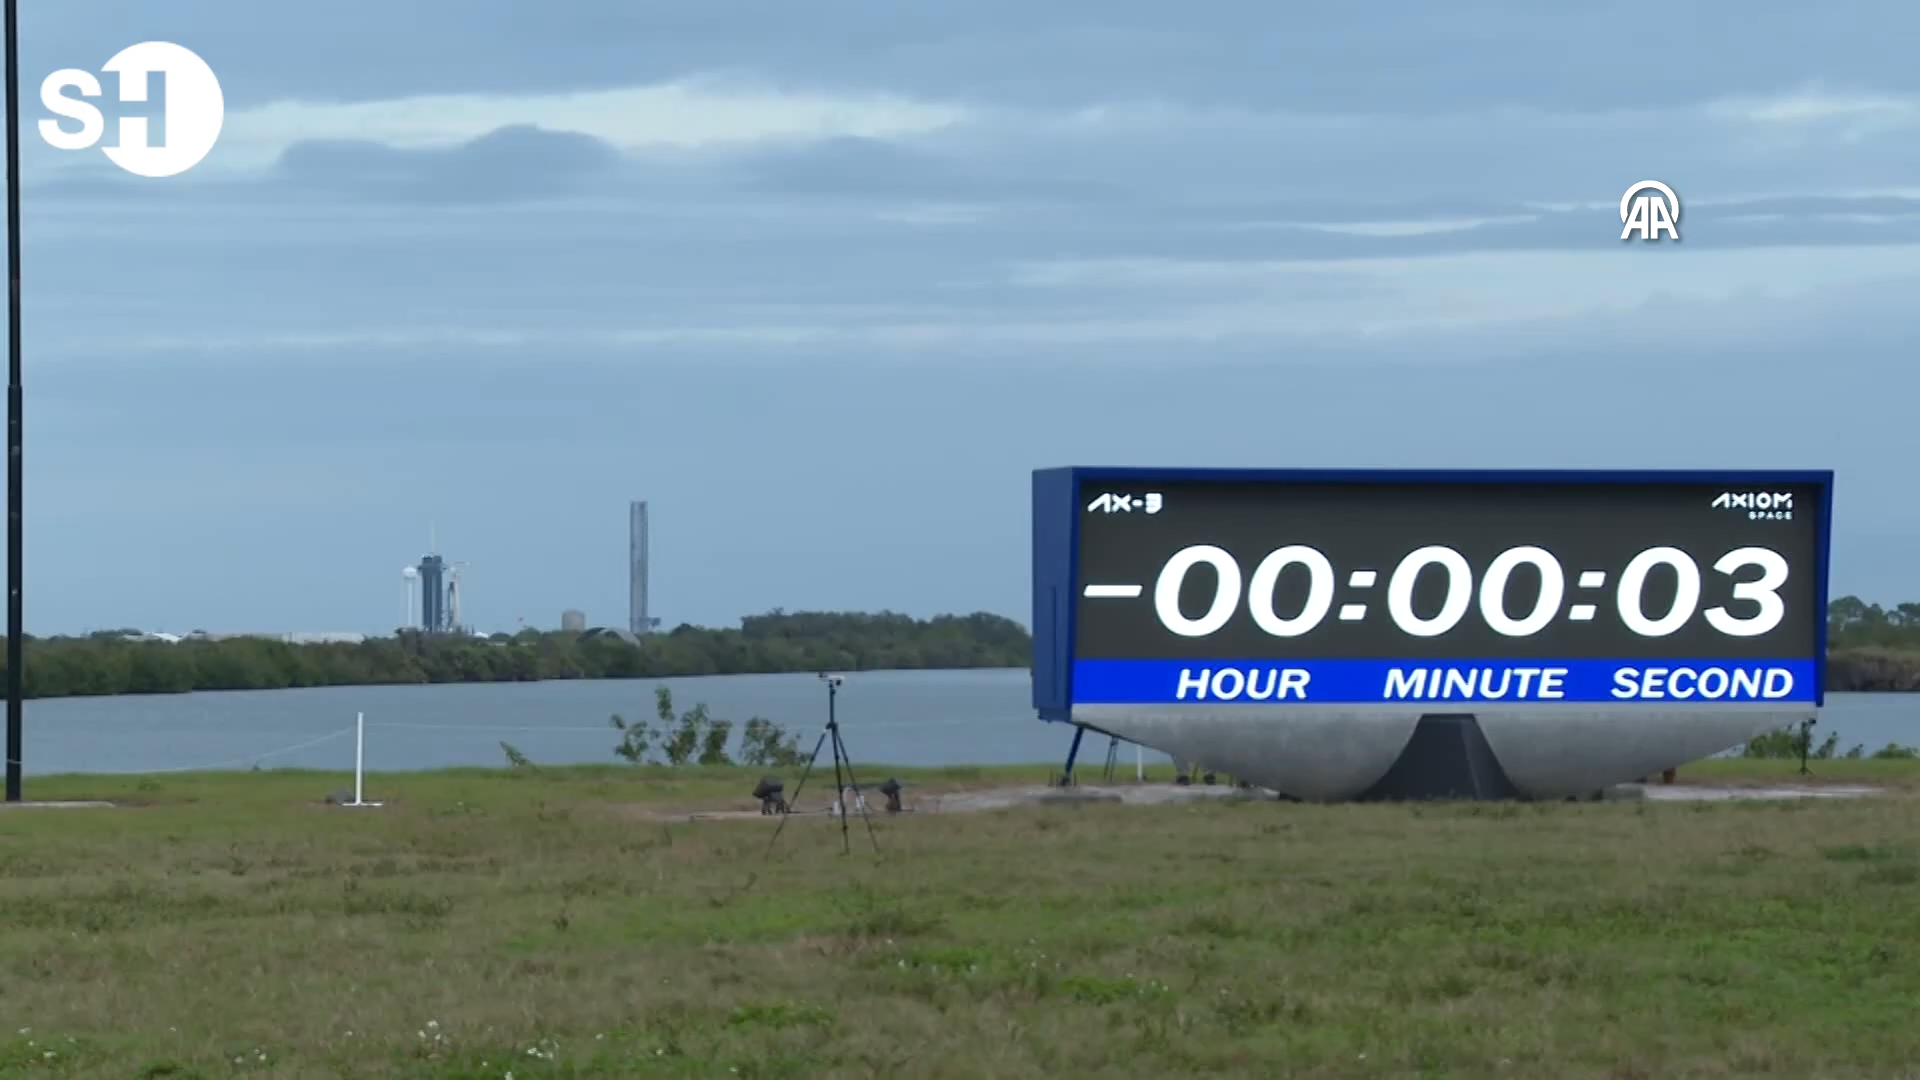 SH
AA
AX-3
AXIOM
SPACE
-00:00:03
HOUR MINUTE SECOND